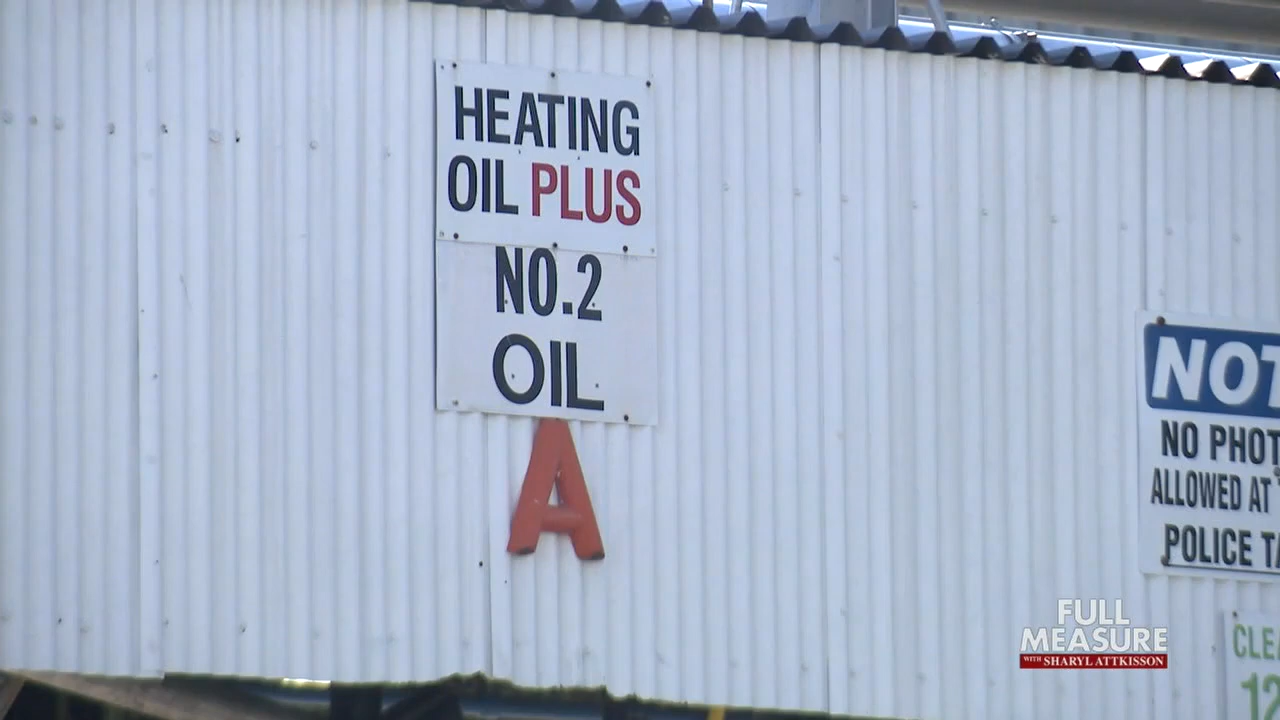 HEATING
OIL PLUS
NO.2
OIL
A
NO PHOT
ALLOWED AT
POLICE TA
CLEA
12
NOT
FULL
MEASURE
WITH SHARYL ATTKISSON